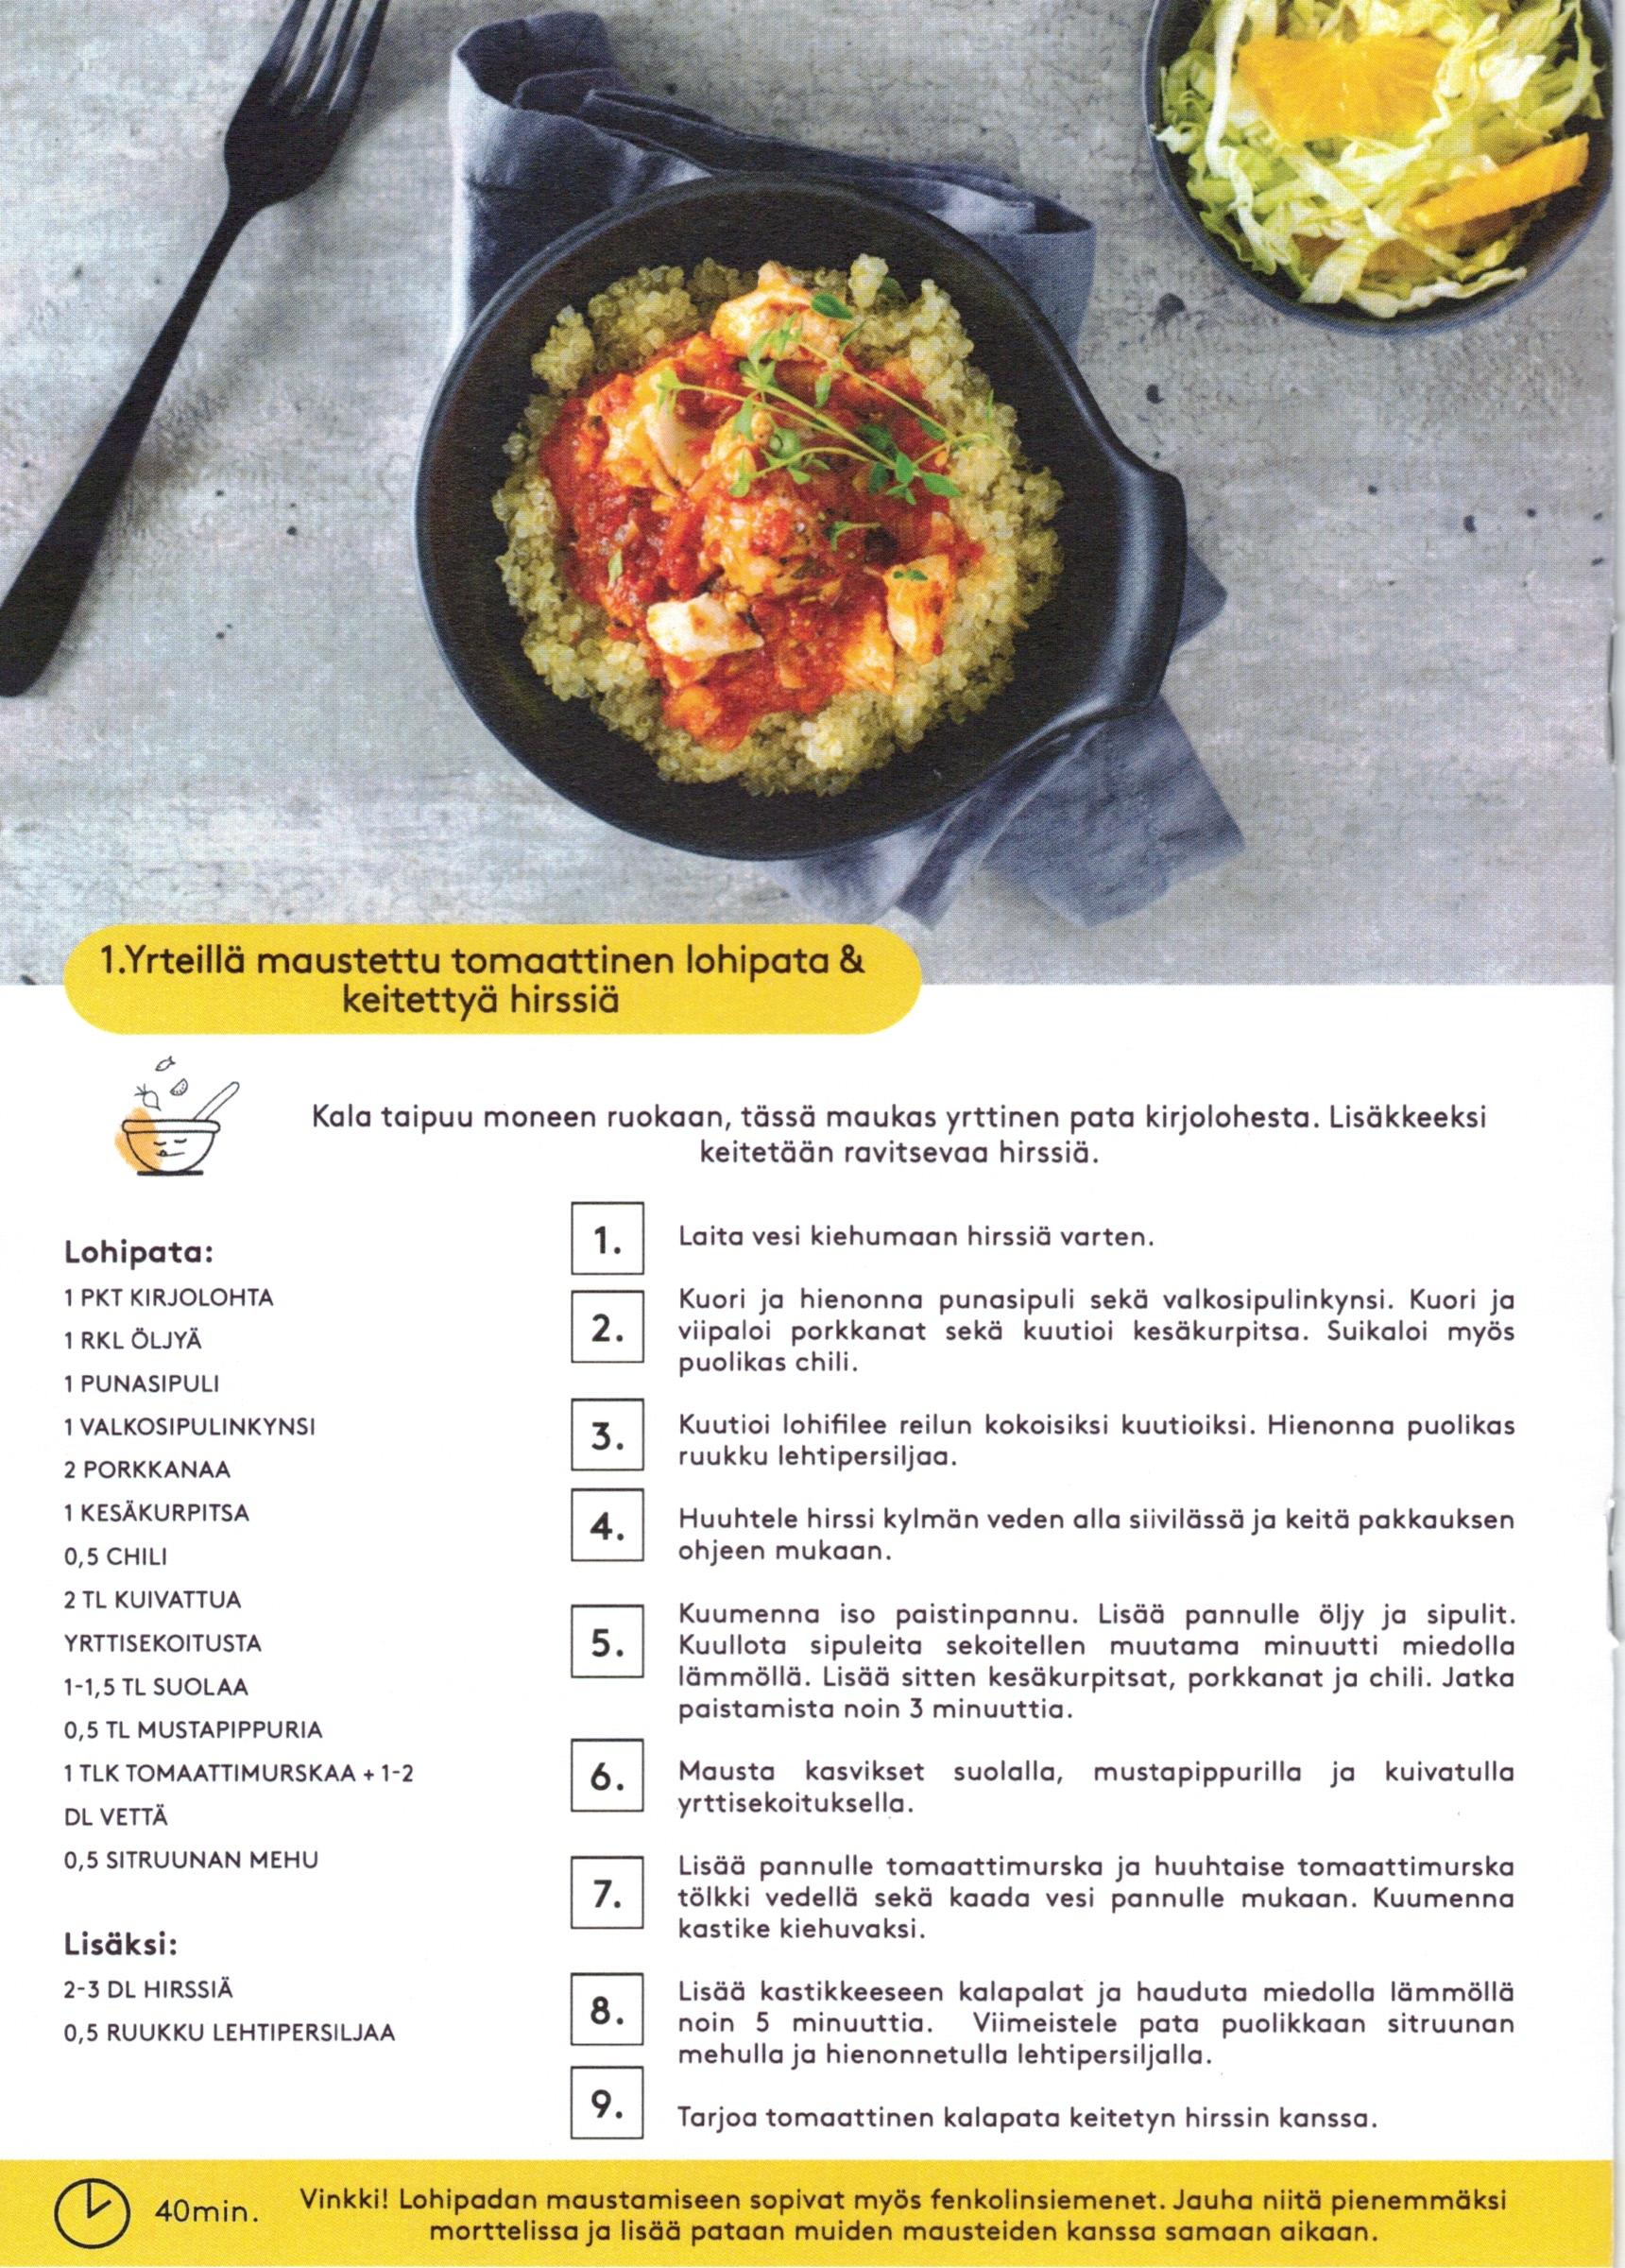 1.Yrteillä maustettu tomaattinen lohipata &
keitettyä hirssiä
Kala taipuu moneen ruokaan, tässä maukas yrttinen pata kirjolohesta. Lisäkkeeksi
keitetään ravitsevaa hirssiä.
Lohipata:
1 PKT KIRJOLOHTA
1 RKL ÖLJYÄ
1 PUNASIPULI
1 VALKOSIPULINKYNSI
2 PORKKANAA
1 KESÄKURPITSA
0,5 CHILI
2 TL KUIVATTUA
YRTTISEKOITUSTA
1-1,5 TL SUOLAA
0,5 TL MUSTAPIPPURIA
1 TLK TOMAATTIMURSKAA + 1-2
DL VETTÄ
0,5 SITRUUNAN MEHU
Lisäksi:
2-3 DL HIRSSIÄ
0,5 RUUKKU LEHTIPERSILJAA
1. Laita vesi kiehumaan hirssiä varten.
2. Kuori ja hienonna punasipuli sekä valkosipulinkynsi. Kuori ja
viipaloi porkkanat sekä kuutioi kesäkurpitsa. Suikaloi myös
puolikas chili.
3. Kuutioi lohifilee reilun kokoisiksi kuutioiksi. Hienonna puolikas
ruukku lehtipersiljaa.
4. Huuhtele hirssi kylmän veden alla siivilässä ja keitä pakkauksen
ohjeen mukaan.
5. Kuumenna iso paistinpannu. Lisää pannulle öljy ja sipulit.
Kuullota sipuleita sekoitellen muutama minuutti miedolla
lämmöllä. Lisää sitten kesäkurpitsat, porkkanat ja chili. Jatka
paistamista noin 3 minuuttia.
6. Mausta kasvikset suolalla, mustapippurilla ja kuivatulla
yrttisekoituksella.
7. Lisää pannulle tomaattimurska ja huuhtaise tomaattimurska
tölkki vedellä sekä kaada vesi pannulle mukaan. Kuumenna
kastike kiehuvaksi.
8. Lisää kastikkeeseen kalapalat ja hauduta miedolla lämmöllä
noin 5 minuuttia. Viimeistele pata puolikkaan sitruunan
mehulla ja hienonnetulla lehtipersiljalla.
9. Tarjoa tomaattinen kalapata keitetyn hirssin kanssa.
40min.
Vinkki! Lohipadan maustamiseen sopivat myös fenkolinsiemenet. Jauha niitä pienemmäksi
morttelissa ja lisää pataan muiden mausteiden kanssa samaan aikaan.